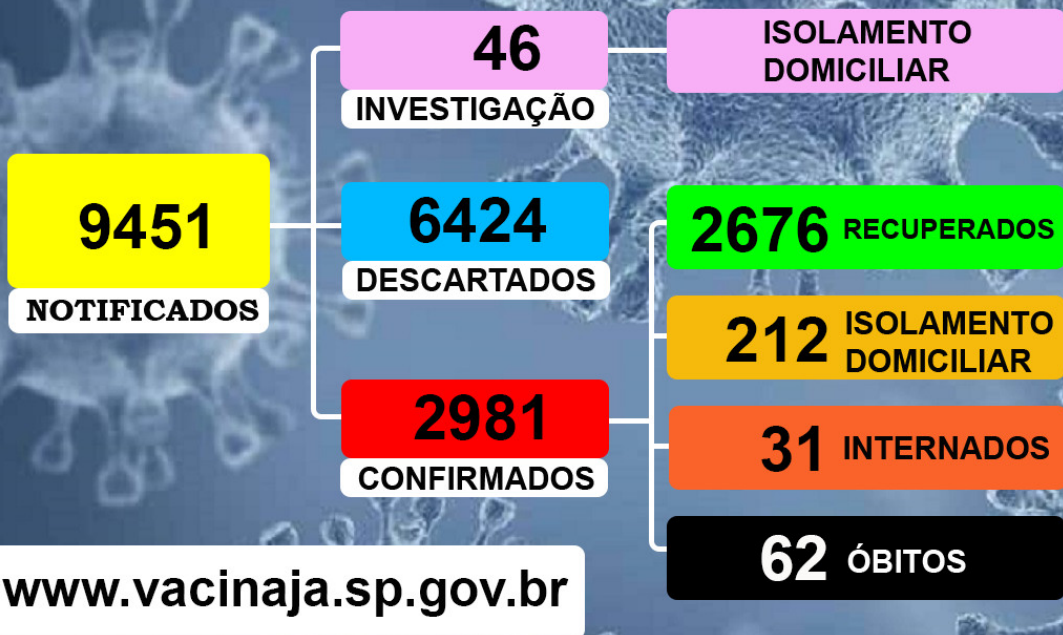 9451
NOTIFICADOS
46
INVESTIGAÇÃO
ISOLAMENTO
DOMICILIAR
6424
DESCARTADOS
2981
CONFIRMADOS
2676 RECUPERADOS
212 ISOLAMENTO
DOMICILIAR
31 INTERNADOS
62 ÓBITOS
www.vacinaja.sp.gov.br